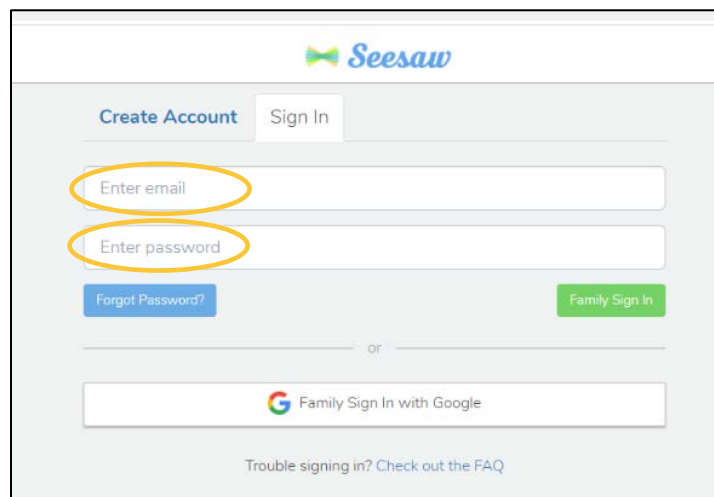 Seesaw
Create Account Sign In
Enter email
Enter password
Forgot Password? Family Sign In
or
Family Sign In with Google
Trouble signing in? Check out the FAQ